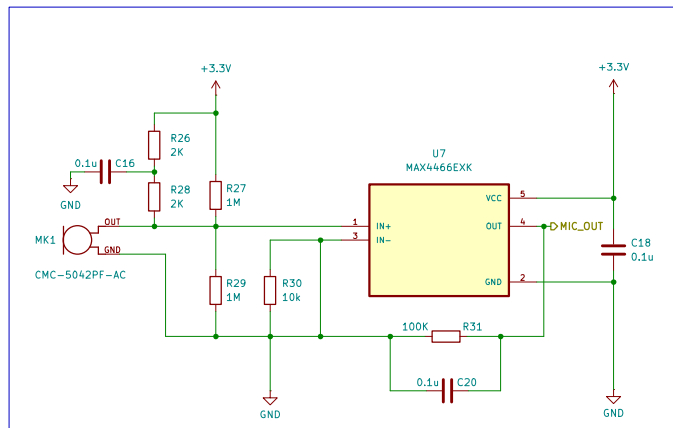 +3.3V
+3.3V
R26
2K
0.1u C16
R28
2K
GND
R27
1M
U7
MAX4466EXK
VCC 5
1 IN+
OUT 4
MIC_OUT
3 IN-
OUT
MK1
GND
CMC-5042PF-AC
C18
0.1u
R29
1M
R30
10k
GND 2
100K R31
0.1u C20
GND
GND